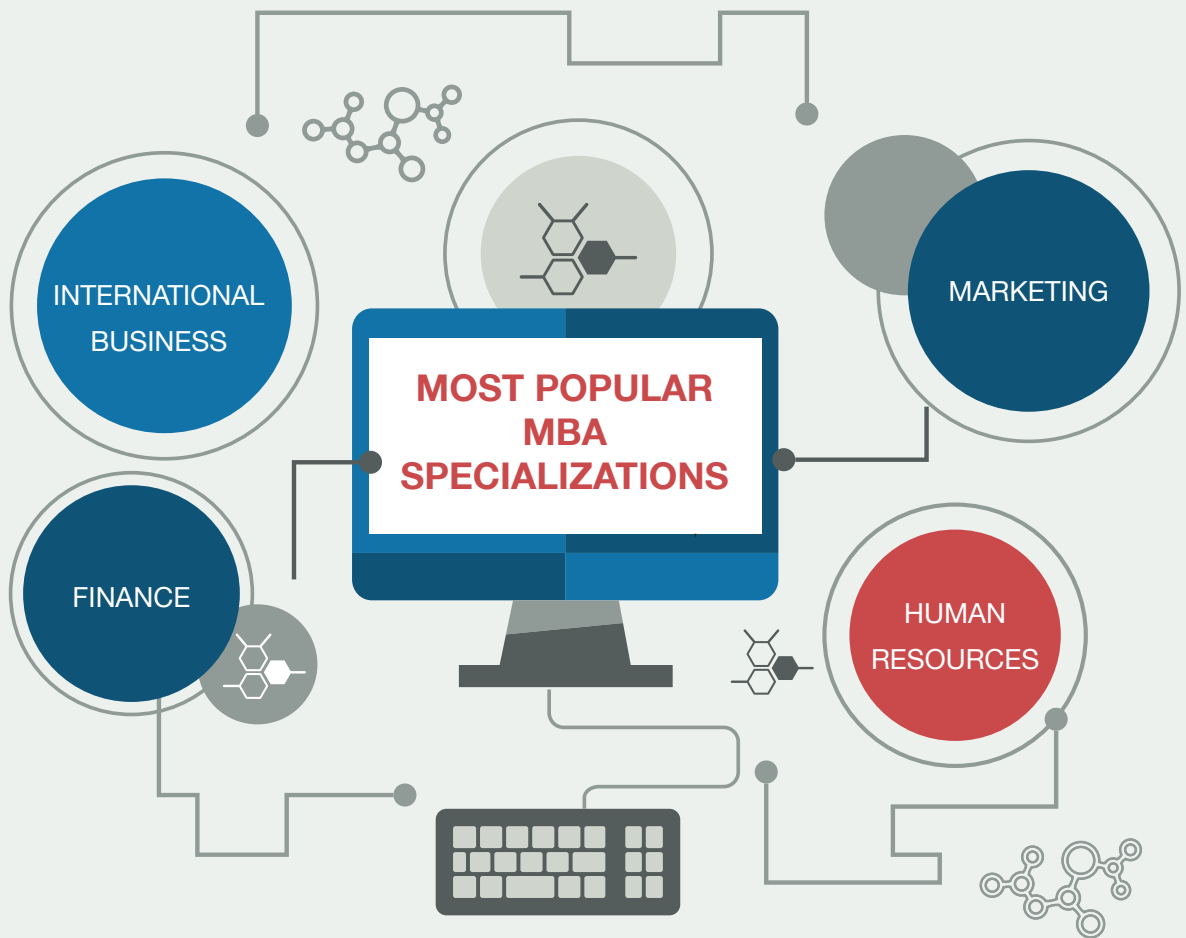 INTERNATIONAL
BUSINESS
MARKETING
MOST POPULAR
MBA
SPECIALIZATIONS
FINANCE
HUMAN
RESOURCES